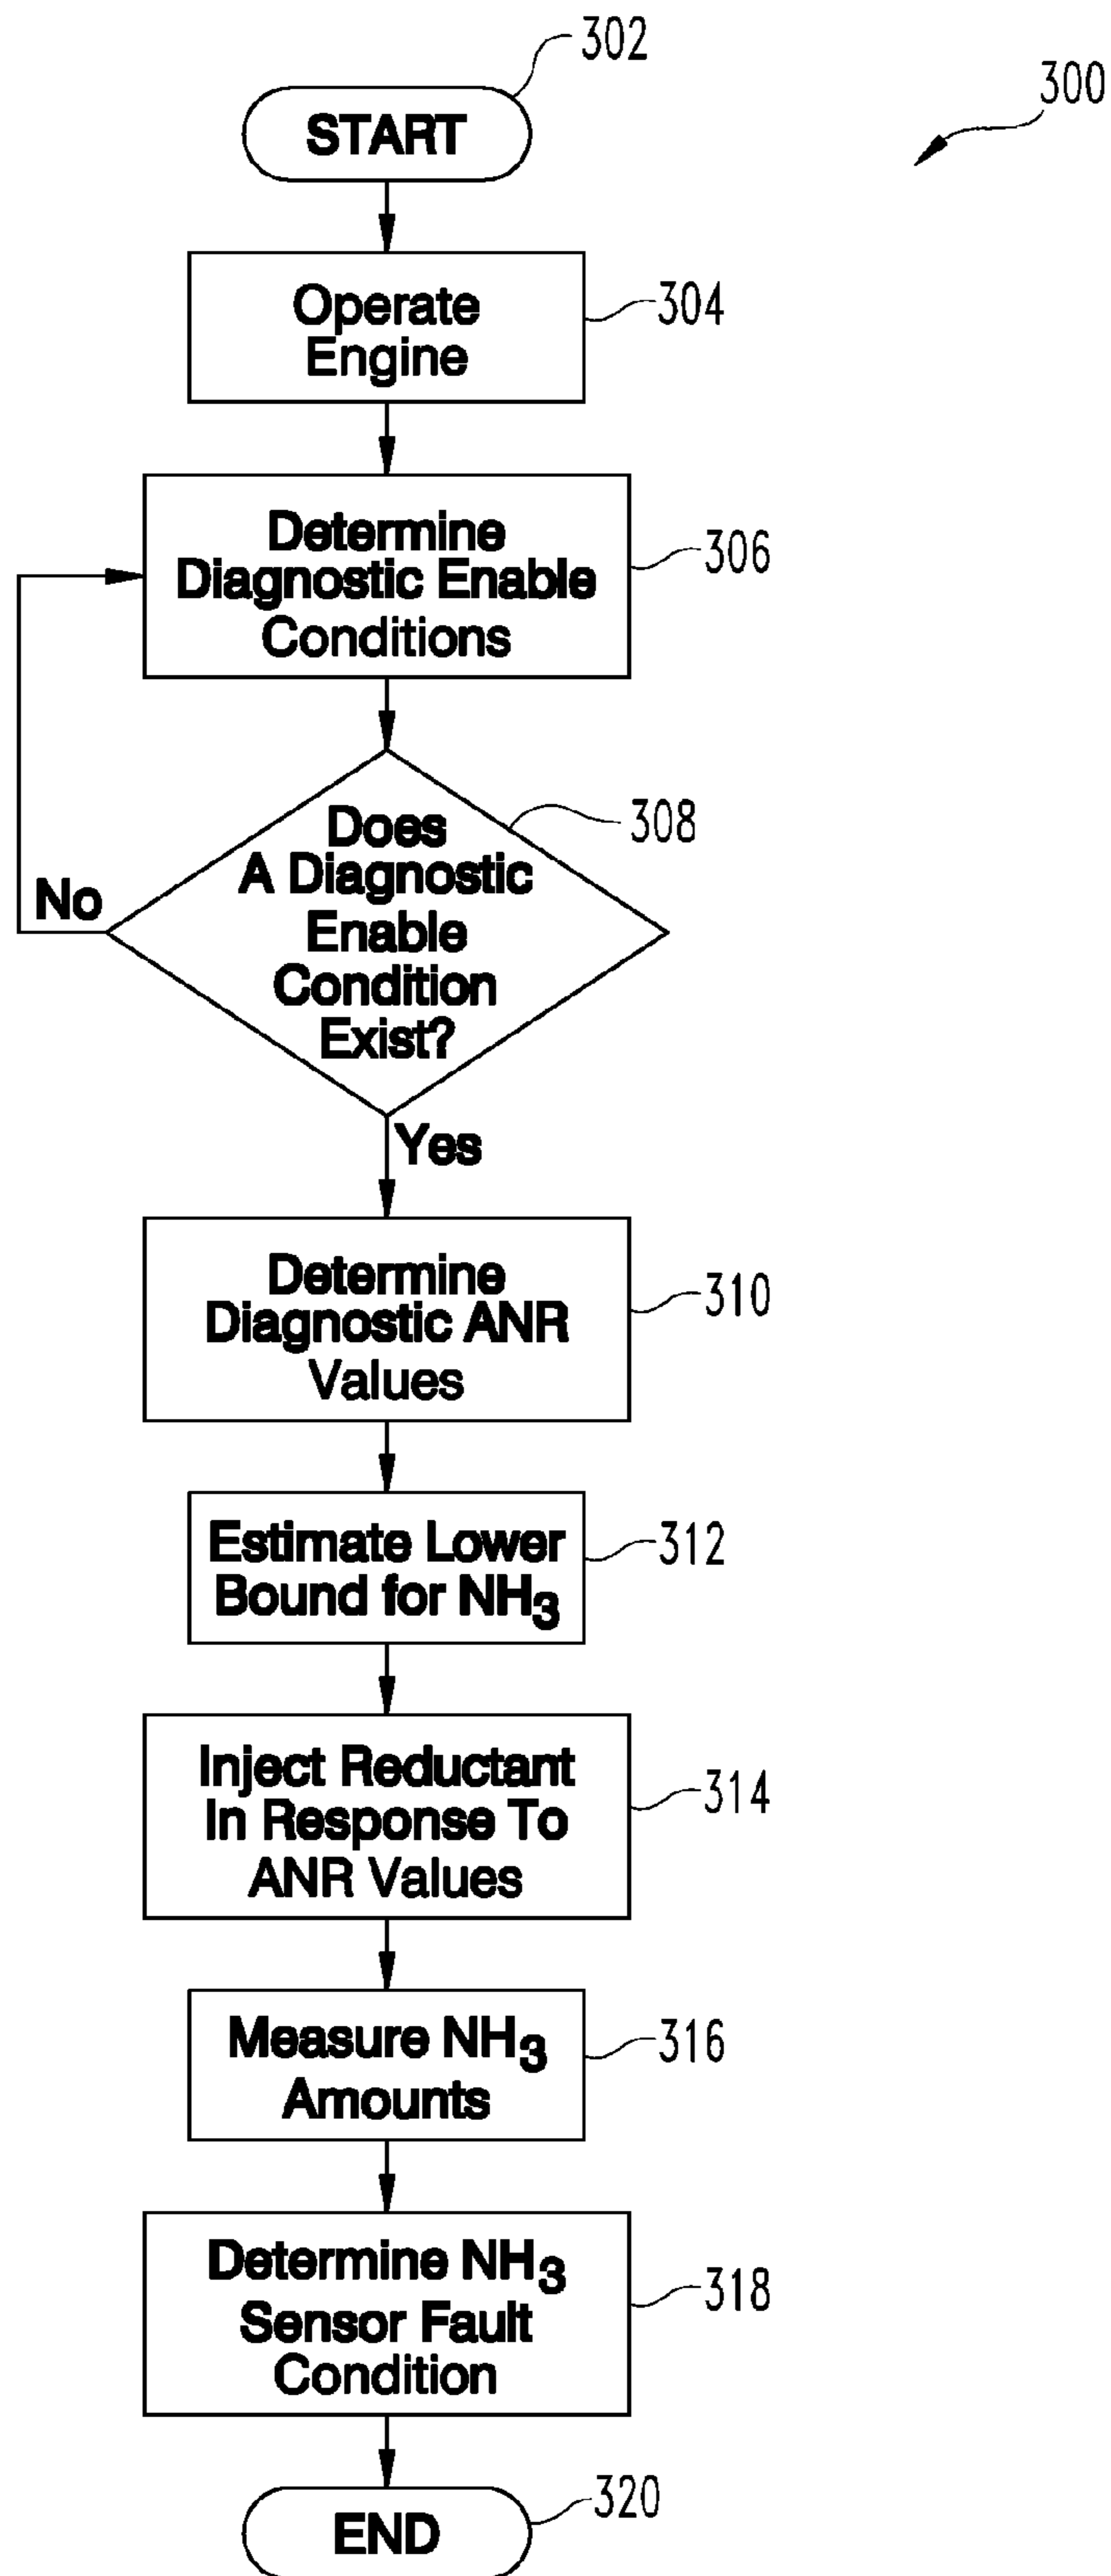 302
300
START
304
Operate
Engine
306
Determine
Diagnostic Enable
Conditions
308
Does
A Diagnostic
Enable
Condition
Exist?
No
Yes
310
Determine
Diagnostic ANR
Values
312
Estimate Lower
Bound for NH3
314
Inject Reductant
In Response To
ANR Values
316
Measure NH3
Amounts
318
Determine NH3
Sensor Fault
Condition
320
END